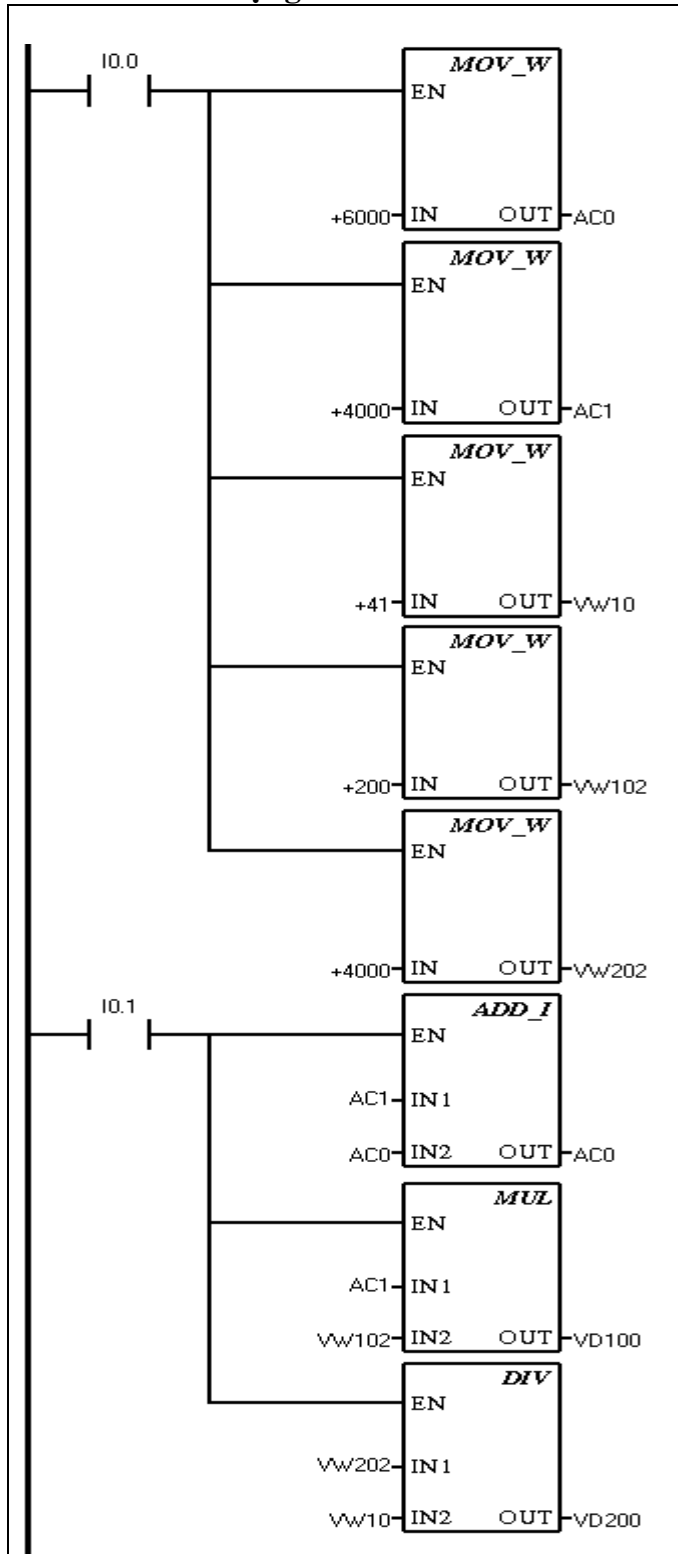 I0.0
MOV_W
EN
+6000 IN OUT AC0
MOV_W
EN
+4000 IN OUT AC1
MOV_W
EN
+41 IN OUT VW10
MOV_W
EN
+200 IN OUT VW102
MOV_W
EN
+4000 IN OUT VW202
I0.1
ADD_I
EN
AC1 IN1
AC0 IN2 OUT AC0
MUL
EN
AC1 IN1
VW102 IN2 OUT VD100
DIV
EN
VW202 IN1
VW10 IN2 OUT VD200